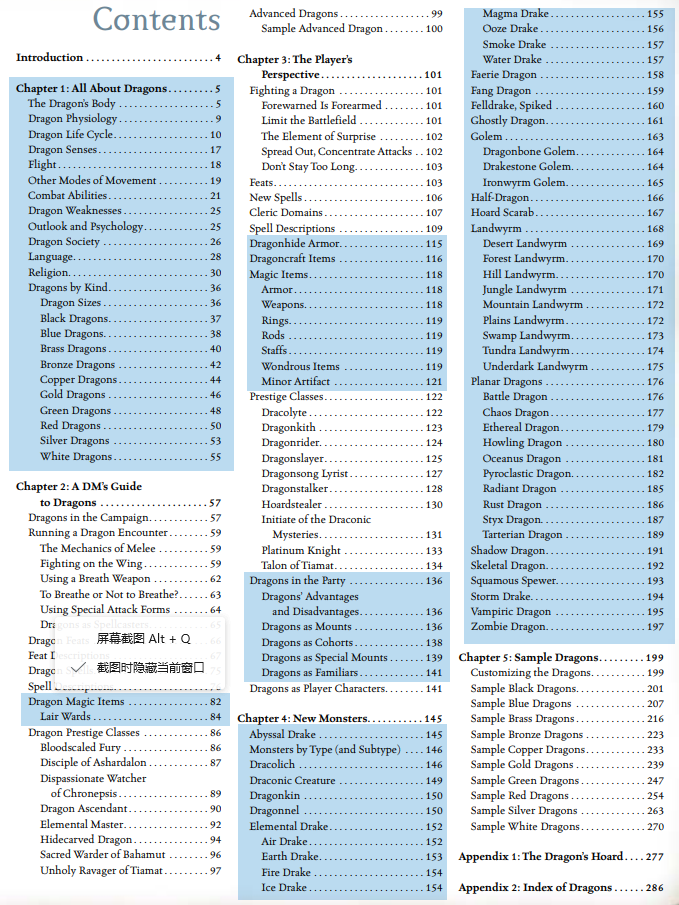 Contents
Introduction ........................ 4
Chapter 1: All About Dragons ......... 5
The Dragon's Body ................. 5
Dragon Physiology ................. 9
Dragon Life Cycle .................. 10
Dragon Senses ..................... 17
Flight ............................. 18
Other Modes of Movement ......... 19
Combat Abilities ................... 21
Dragon Weaknesses ................ 25
Outlook and Psychology ............ 25
Dragon Society .................... 26
Language .......................... 28
Religion ........................... 30
Dragons by Kind ................... 36
Dragon Sizes .................... 36
Black Dragons ................... 37
Blue Dragons .................... 38
Brass Dragons ................... 40
Bronze Dragons ................. 42
Copper Dragons ................. 44
Gold Dragons ................... 46
Green Dragons .................. 48
Red Dragons .................... 50
Silver Dragons .................. 53
White Dragons .................. 55
Chapter 2: A DM's Guide
to Dragons ..................... 57
Dragons in the Campaign ........... 57
Running a Dragon Encounter ........ 59
The Mechanics of Melee .......... 59
Fighting on the Wing ............. 59
Using a Breath Weapon ........... 62
To Breathe or Not to Breathe? ...... 63
Using Special Attack Forms ....... 64
屏幕截图 Alt + Q
截图时隐藏当前窗口
Dragon Magic Items ............... 82
Lair Wards ...................... 84
Dragon Prestige Classes ............ 86
Bloodscaled Fury ................ 86
Disciple of Ashardalon ............ 87
Dispassionate Watcher
of Chronepsis .................. 89
Dragon Ascendant ............... 90
Elemental Master ................ 92
Hidecarved Dragon .............. 94
Sacred Warder of Bahamut ....... 96
Unholy Ravager of Tiamat ......... 97
Advanced Dragons ................ 99
Sample Advanced Dragon ........ 100
Chapter 3: The Player's
Perspective ..................... 101
Fighting a Dragon ................. 101
Forewarned Is Forearmed ........ 101
Limit the Battlefield ............. 101
The Element of Surprise ......... 102
Spread Out, Concentrate Attacks .. 102
Don't Stay Too Long .............. 103
Feats .............................. 103
New Spells ........................ 106
Cleric Domains .................... 107
Spell Descriptions ................. 109
Dragonhide Armor ................. 115
Dragoncraft Items ................. 116
Magic Items ....................... 118
Armor .......................... 118
Weapons ........................ 118
Rings ........................... 119
Rods ........................... 119
Staffs ........................... 119
Wondrous Items ................ 119
Minor Artifact .................. 121
Prestige Classes ................... 122
Dracolyte ....................... 122
Dragonkith ..................... 123
Dragonrider ..................... 124
Dragonslayer .................... 125
Dragonsong Lyrist ............... 127
Dragonstalker ................... 128
Hoardstealer .................... 130
Initiate of the Draconic
Mysteries ...................... 131
Platinum Knight ................ 133
Talon of Tiamat ................. 134
Dragons in the Party ............... 136
Dragons' Advantages
and Disadvantages .............. 136
Dragons as Mounts .............. 136
Dragons as Cohorts .............. 138
Dragons as Special Mounts ....... 139
Dragons as Familiars ............. 141
Dragons as Player Characters ........ 141
Chapter 4: New Monsters ........... 145
Abyssal Drake ..................... 145
Monsters by Type (and Subtype) .... 146
Dracolich ......................... 146
Draconic Creature ................. 149
Dragonkin ........................ 150
Dragonnel ........................ 150
Elemental Drake ................... 152
Air Drake ....................... 152
Earth Drake ..................... 153
Fire Drake ...................... 154
Ice Drake ....................... 154
Magma Drake ................... 155
Ooze Drake ..................... 156
Smoke Drake ................... 157
Water Drake .................... 157
Faerie Dragon ..................... 158
Fang Dragon ...................... 159
Felldrake, Spiked .................. 160
Ghostly Dragon .................... 161
Golem ............................ 163
Dragonbone Golem .............. 164
Drakestone Golem ............... 164
Ironwyrm Golem ................ 165
Half-Dragon ....................... 166
Hoard Scarab ..................... 167
Landwyrm ........................ 168
Desert Landwyrm ............... 169
Forest Landwyrm ................ 170
Hill Landwyrm .................. 170
Jungle Landwyrm ............... 171
Mountain Landwyrm ............ 172
Plains Landwyrm ................ 172
Swamp Landwyrm ............... 173
Tundra Landwyrm .............. 174
Underdark Landwyrm ........... 175
Planar Dragons ................... 176
Battle Dragon ................... 176
Chaos Dragon ................... 177
Ethereal Dragon ................. 179
Howling Dragon ................ 180
Oceanus Dragon ................ 181
Pyroclastic Dragon ............... 182
Radiant Dragon ................. 185
Rust Dragon .................... 186
Styx Dragon ..................... 187
Tarterian Dragon ................ 189
Shadow Dragon .................... 191
Skeletal Dragon .................... 192
Squamous Spewer .................. 193
Storm Drake ...................... 194
Vampiric Dragon .................. 195
Zombie Dragon .................... 197
Chapter 5: Sample Dragons .......... 199
Customizing the Dragons .......... 199
Sample Black Dragons .............. 201
Sample Blue Dragons .............. 207
Sample Brass Dragons .............. 216
Sample Bronze Dragons ............ 223
Sample Copper Dragons ............ 233
Sample Gold Dragons .............. 239
Sample Green Dragons ............. 247
Sample Red Dragons ............... 254
Sample Silver Dragons ............. 263
Sample White Dragons ............. 270
Appendix 1: The Dragon's Hoard .... 277
Appendix 2: Index of Dragons ...... 286